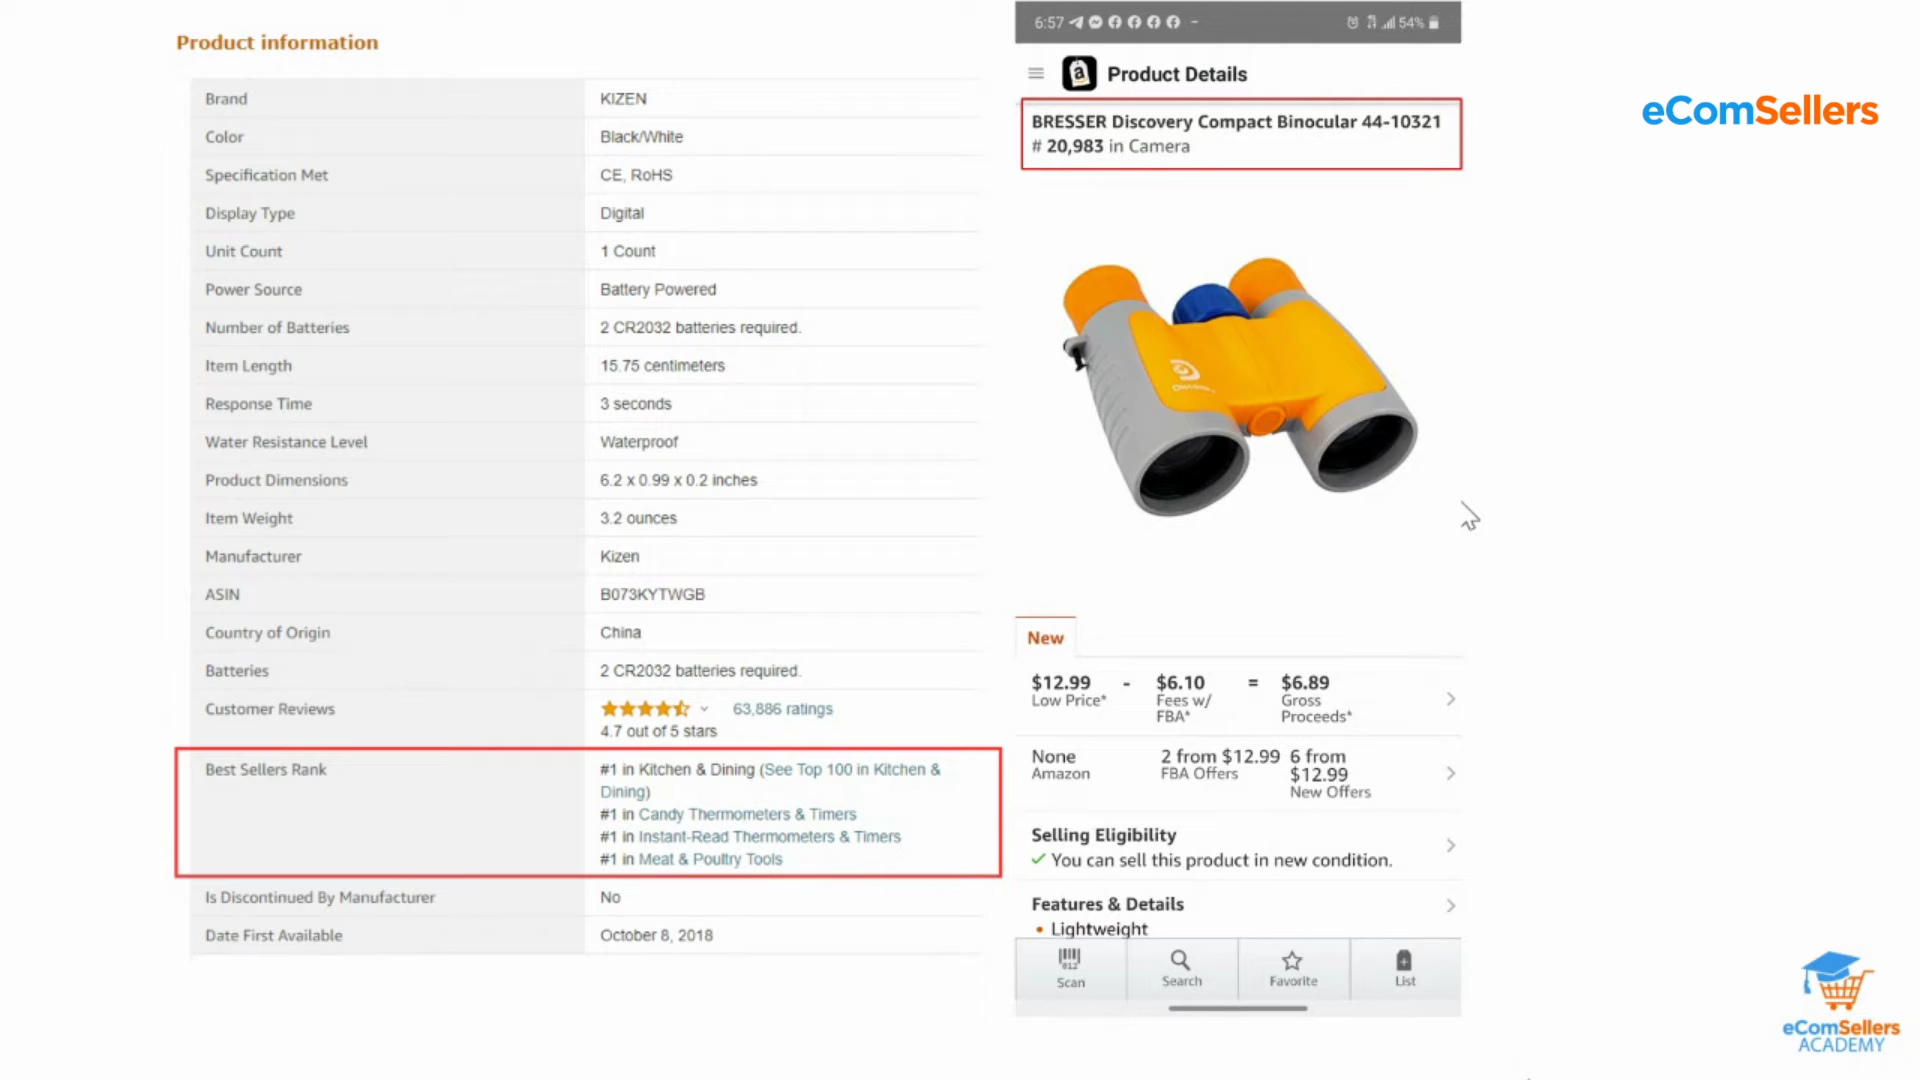 Product information
Brand KIZEN
Color Black/White
Specification Met CE, RoHS
Display Type Digital
Unit Count 1 Count
Power Source Battery Powered
Number of Batteries 2 CR2032 batteries required.
Item Length 15.75 centimeters
Response Time 3 seconds
Water Resistance Level Waterproof
Product Dimensions 6.2 x 0.99 x 0.2 inches
Item Weight 3.2 ounces
Manufacturer Kizen
ASIN B073KYTWGB
Country of Origin China
Batteries 2 CR2032 batteries required.
Customer Reviews 63,886 ratings
4.7 out of 5 stars
Best Sellers Rank #1 in Kitchen & Dining (See Top 100 in Kitchen &
Dining)
#1 in Candy Thermometers & Timers
#1 in Instant-Read Thermometers & Timers
#1 in Meat & Poultry Tools
Is Discontinued By Manufacturer No
Date First Available October 8, 2018
6:57 54%
Product Details
BRESSER Discovery Compact Binocular 44-10321
# 20,983 in Camera
New
$12.99 - $6.10 = $6.89
Low Price* Fees w/ Gross
FBA* Proceeds*
None 2 from $12.99 6 from
Amazon FBA Offers $12.99
New Offers
Selling Eligibility
You can sell this product in new condition.
Features & Details
• Lightweight
Scan Search Favorite List
eComSellers
eComSellers
ACADEMY